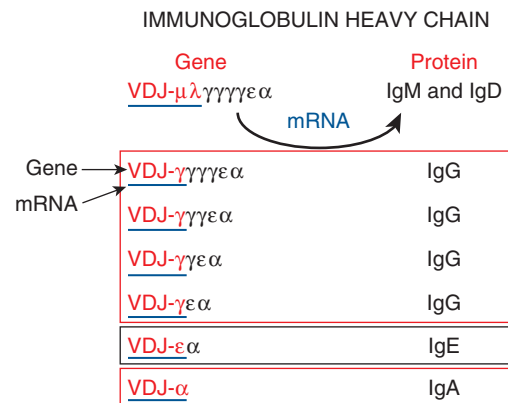 IMMUNOGLOBULIN HEAVY CHAIN
Gene Protein
VDJ-μλγγγγεα IgM and IgD
mRNA
Gene VDJ-γγγγεα IgG
mRNA
VDJ-γγγεα IgG
VDJ-γγεα IgG
VDJ-γεα IgG
VDJ-εα IgE
VDJ-α IgA